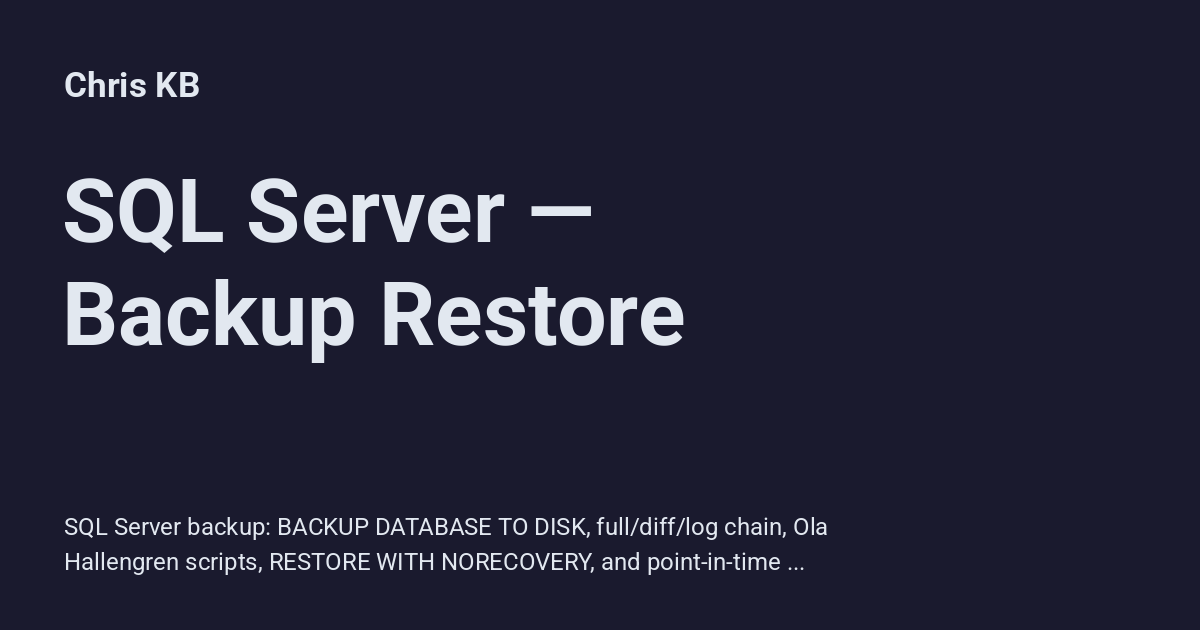 Chris KB
SQL Server —
Backup Restore
SQL Server backup: BACKUP DATABASE TO DISK, full/diff/log chain, Ola
Hallengren scripts, RESTORE WITH NORECOVERY, and point-in-time ...